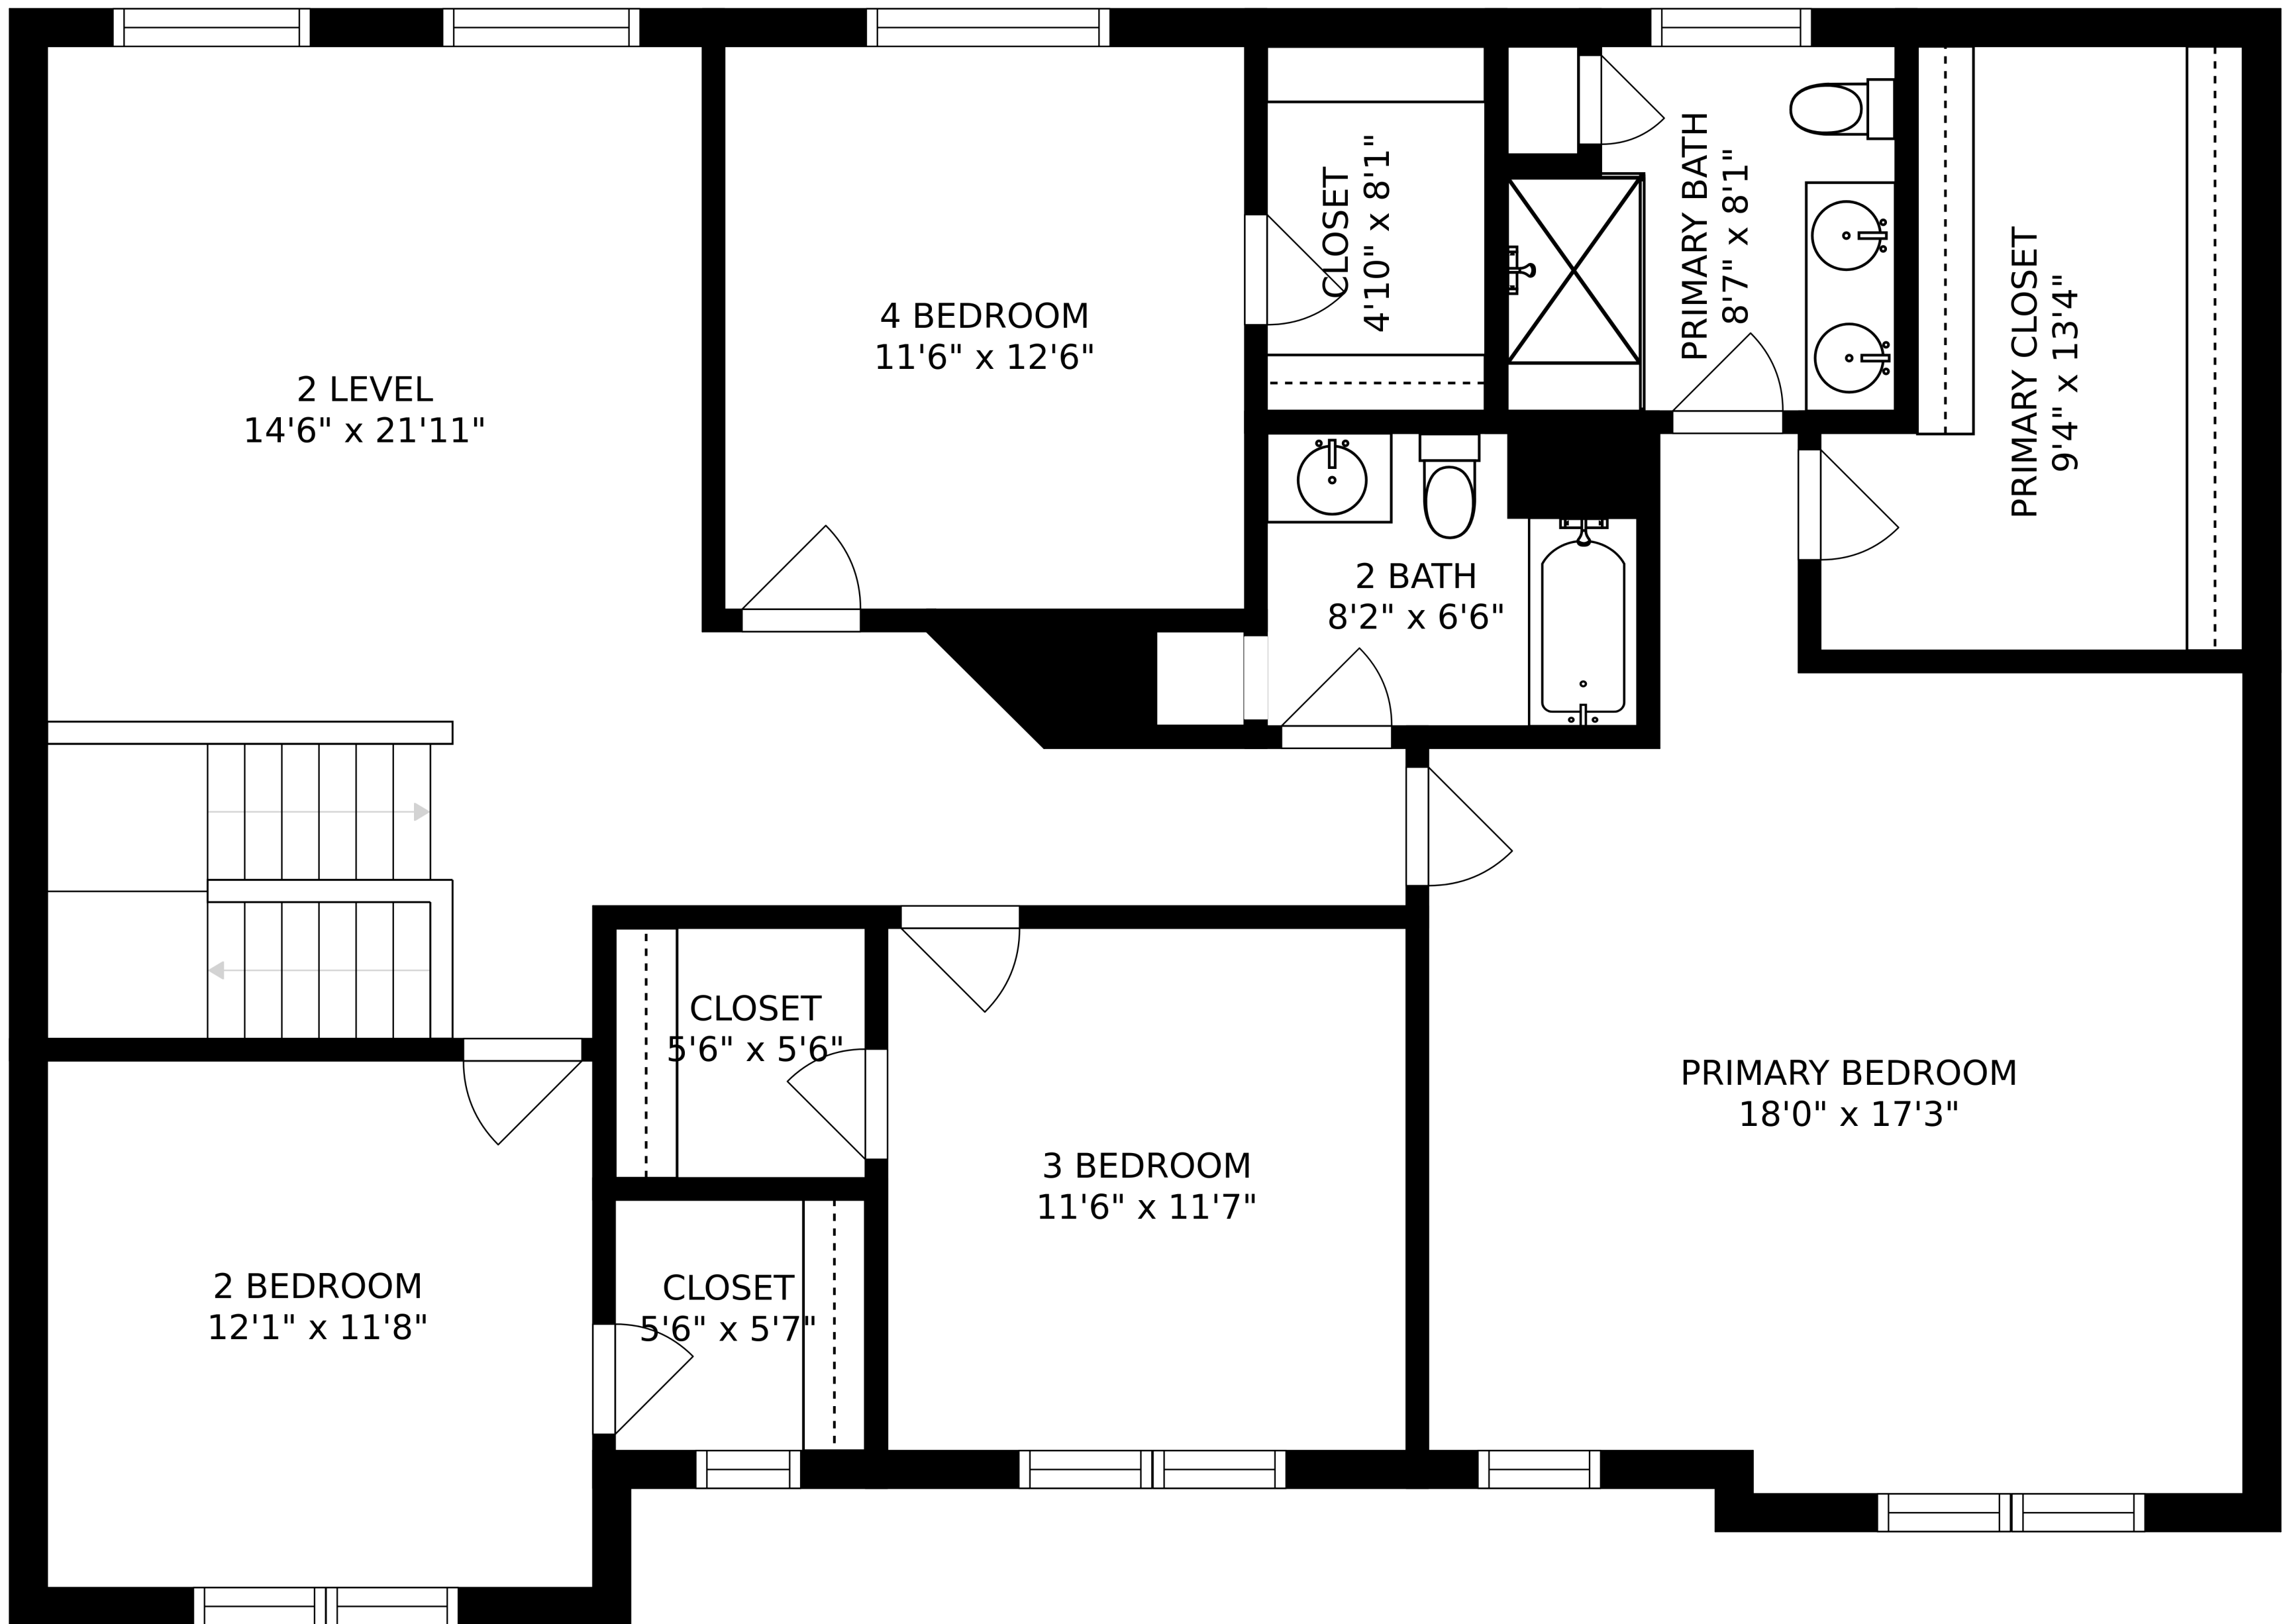 2 LEVEL
14'6" x 21'11"
4 BEDROOM
11'6" x 12'6"
CLOSET
4'10" x 8'1"
PRIMARY BATH
8'7" x 8'1"
PRIMARY CLOSET
9'4" x 13'4"
2 BATH
8'2" x 6'6"
CLOSET
5'6" x 5'6"
PRIMARY BEDROOM
18'0" x 17'3"
3 BEDROOM
11'6" x 11'7"
2 BEDROOM
12'1" x 11'8"
CLOSET
5'6" x 5'7"